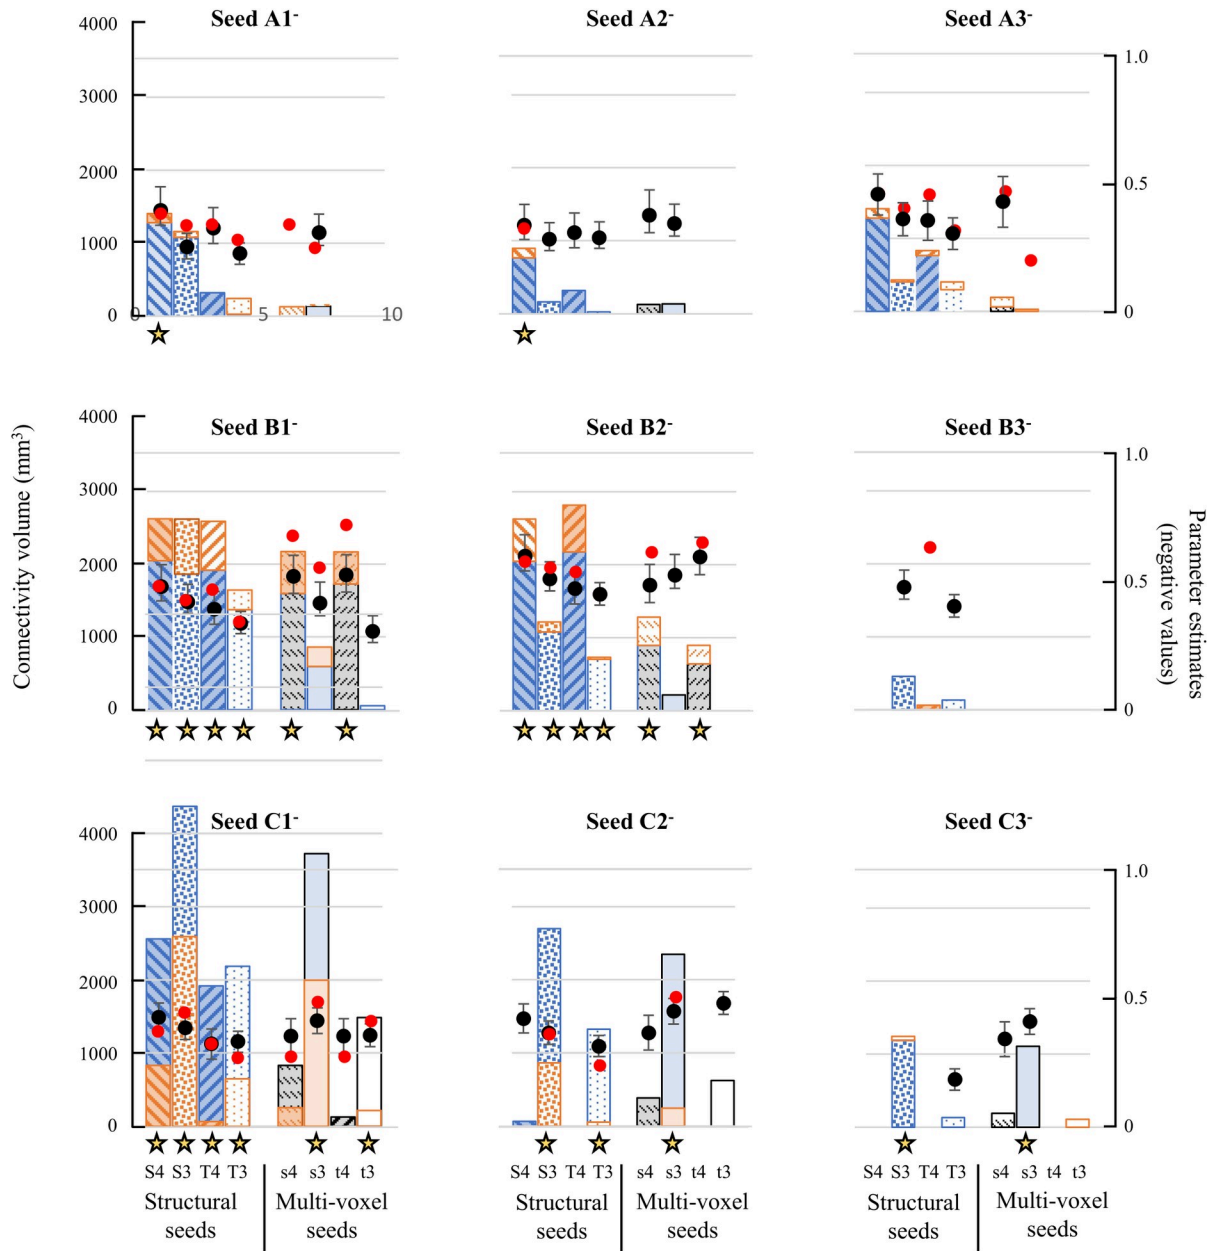 Seed A1-
Seed A2-
Seed A3-
4000
3000
2000
1000
0
0
5
10
1.0
0.5
0
Seed B1-
Seed B2-
Seed B3-
4000
3000
2000
1000
0
1.0
0.5
0
Connectivity volume (mm³)
Parameter estimates
(negative values)
Seed C1-
Seed C2-
Seed C3-
4000
3000
2000
1000
0
1.0
0.5
0
S4 S3 T4 T3 s4 s3 t4 t3
S4 S3 T4 T3 s4 s3 t4 t3
S4 S3 T4 T3 s4 s3 t4 t3
Structural
seeds
Multi-voxel
seeds
Structural
seeds
Multi-voxel
seeds
Structural
seeds
Multi-voxel
seeds